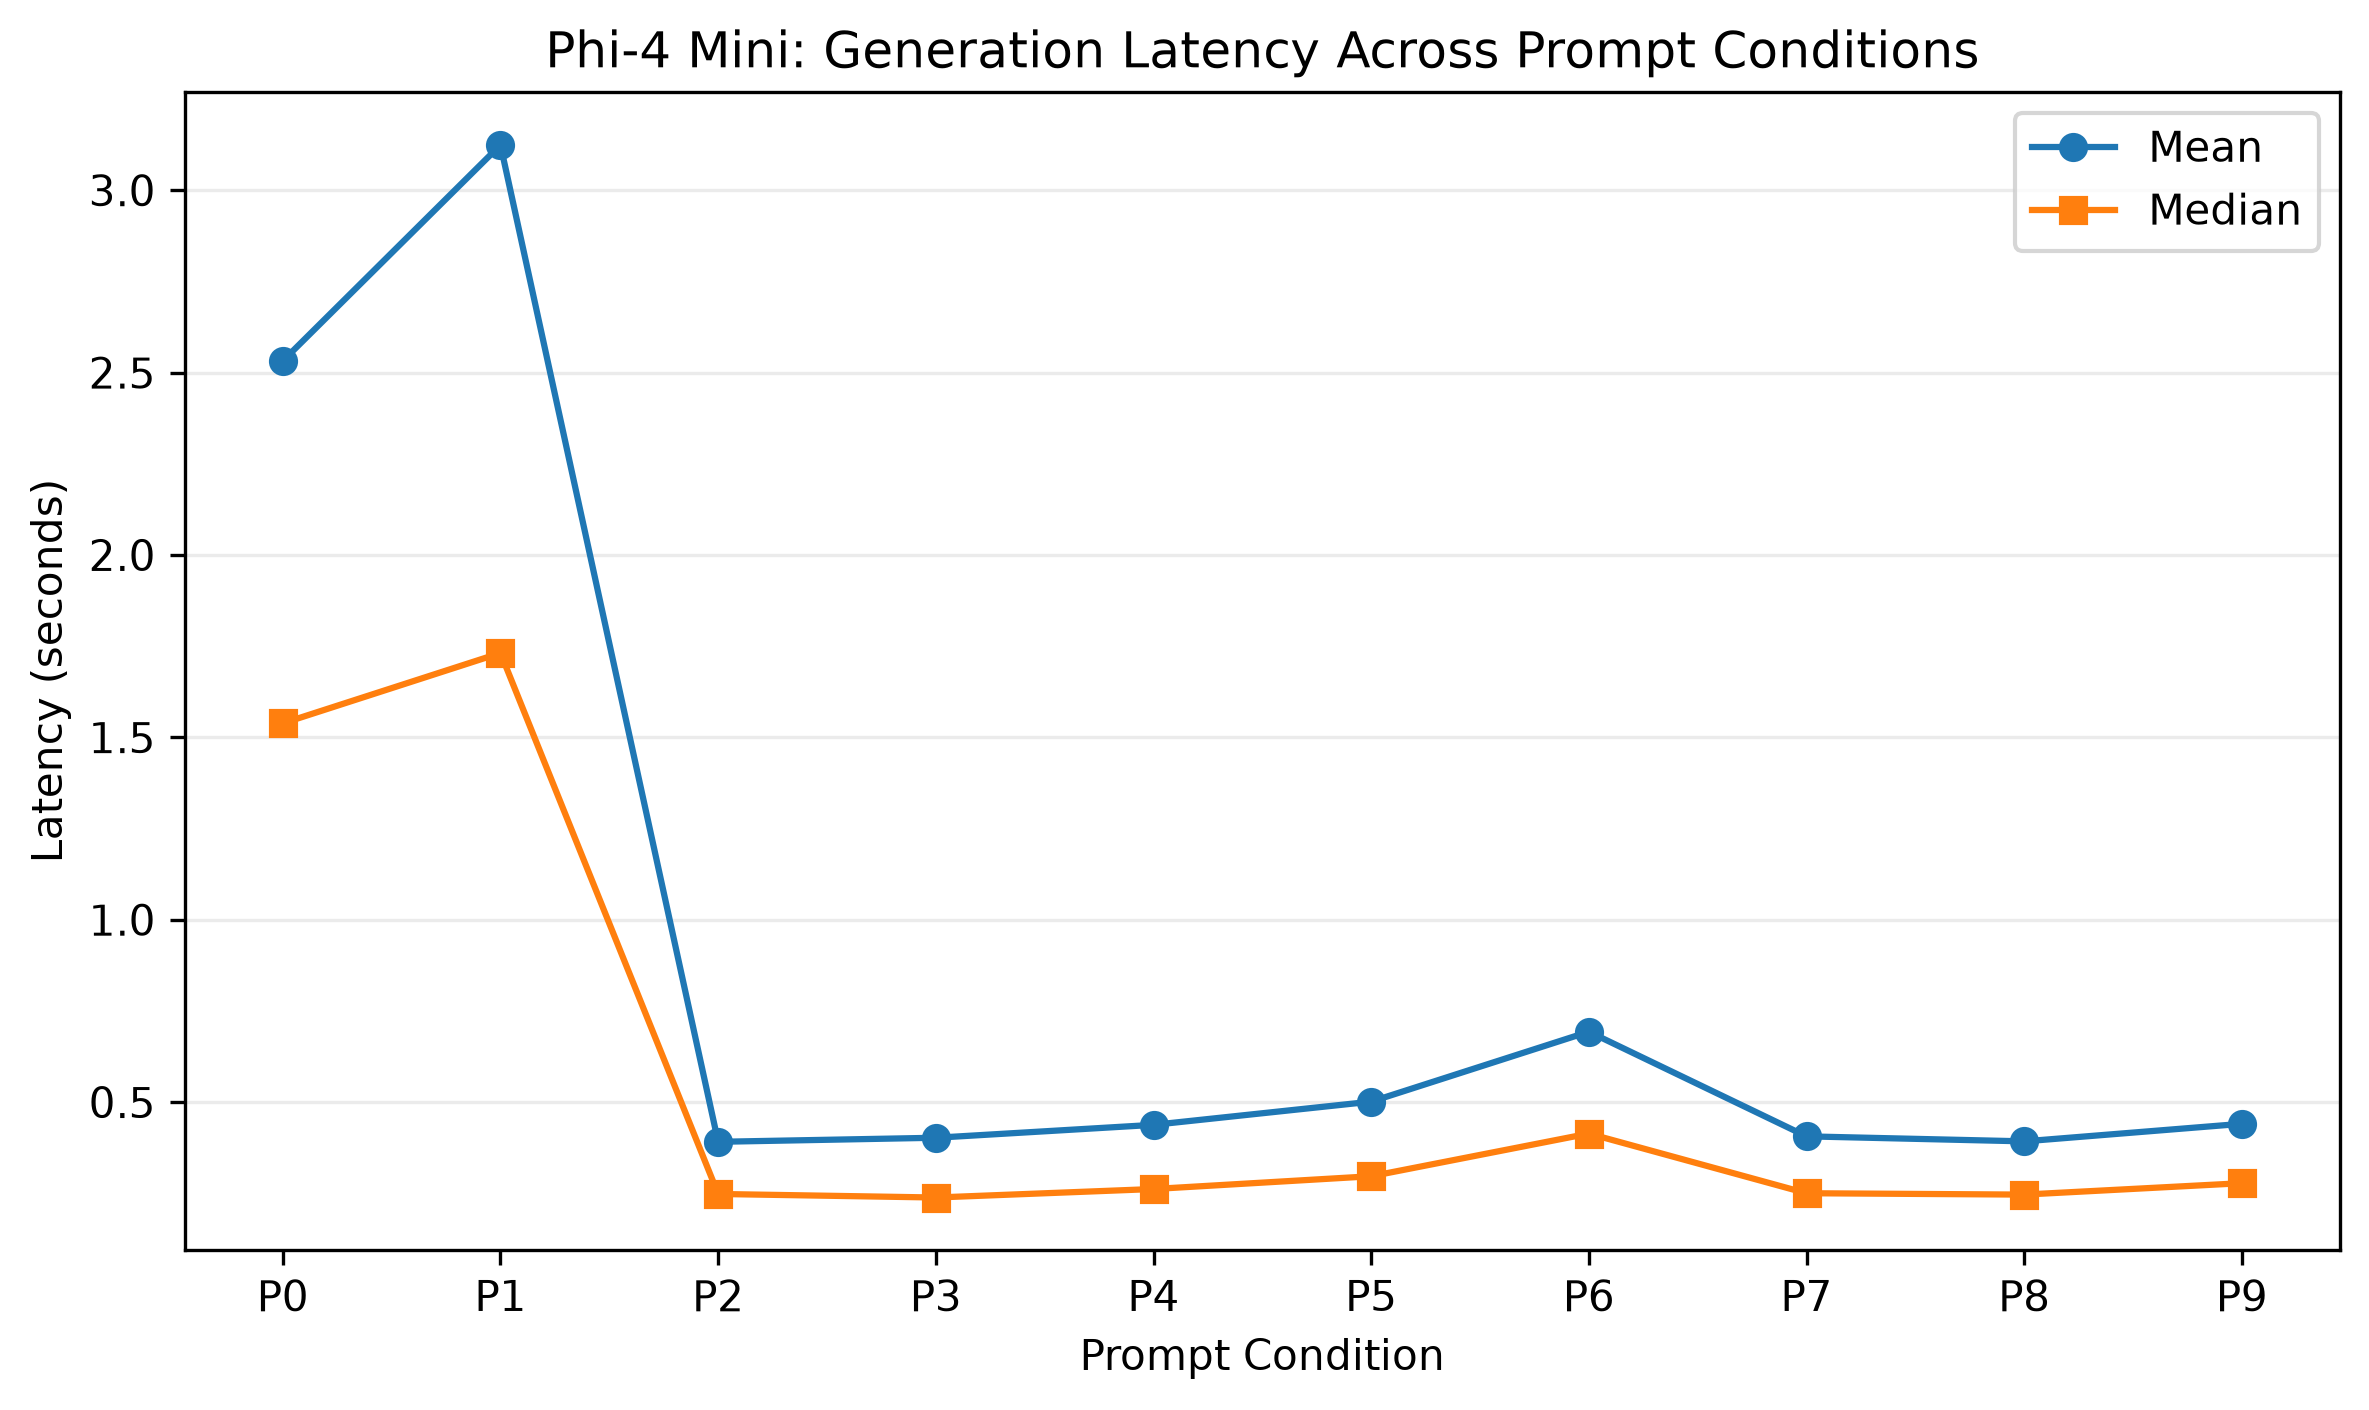 Phi-4 Mini: Generation Latency Across Prompt Conditions
Mean
Median
3.0
2.5
2.0
1.5
1.0
0.5
Latency (seconds)
P0 P1 P2 P3 P4 P5 P6 P7 P8 P9
Prompt Condition